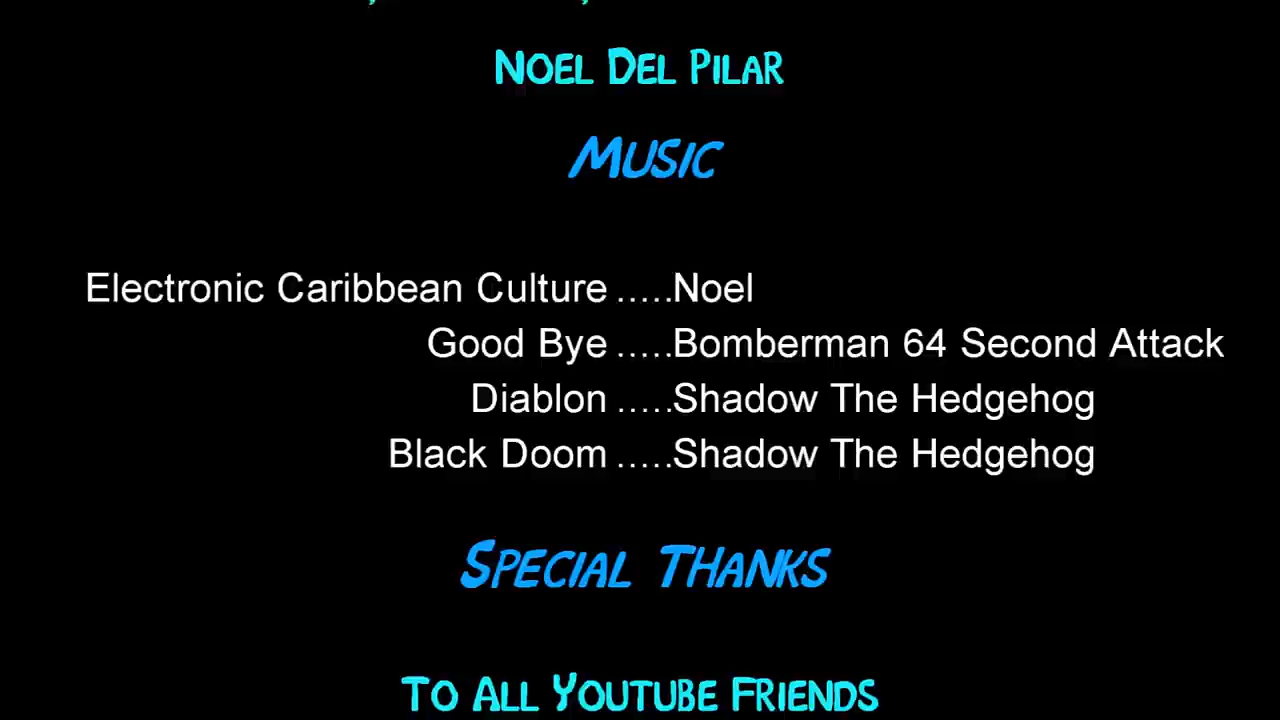 Noel Del Pilar
Music
Electronic Caribbean Culture .....Noel
Good Bye .....Bomberman 64 Second Attack
Diablon .....Shadow The Hedgehog
Black Doom .....Shadow The Hedgehog
Special Thanks
To All Youtube Friends